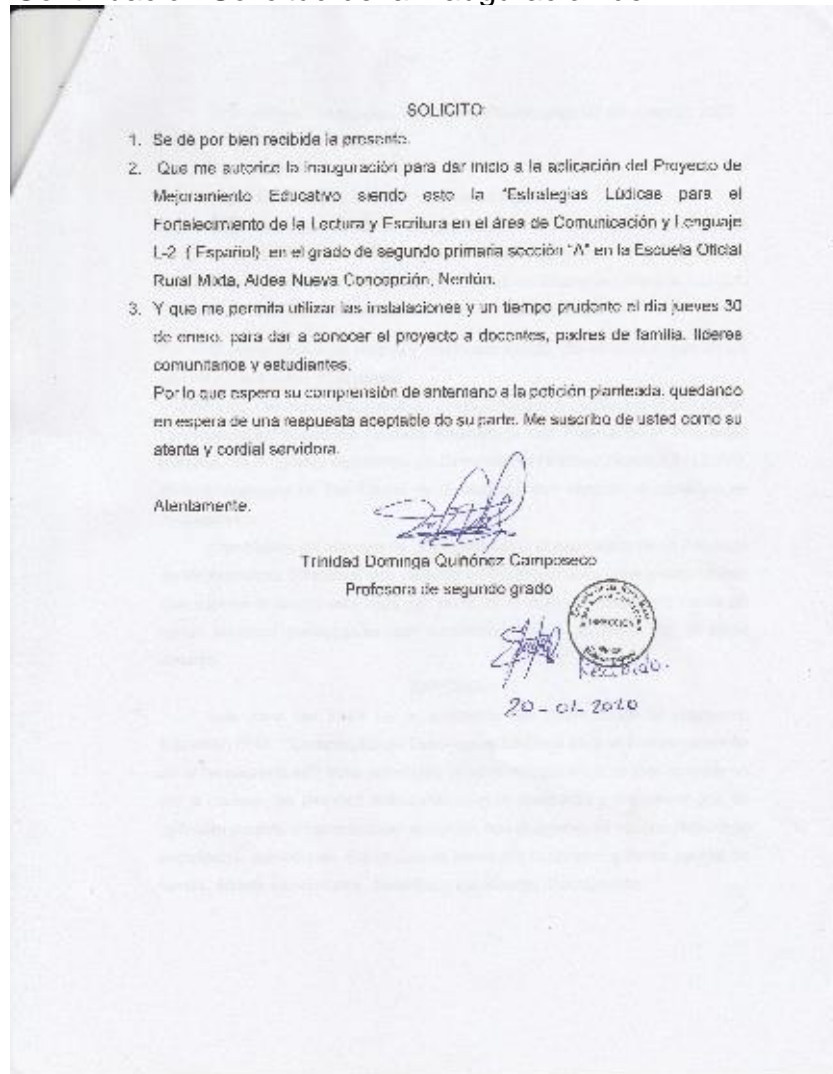 SOLICITO:
1. Se dé por bien recibida la presente.
2. Que me autorice la inauguración para dar inicio a la aplicación del Proyecto de
Mejoramiento Educativo siendo este la "Estrategias Lúdicas para el
Fortalecimiento de la Lectura y Escritura en el área de Comunicación y Lenguaje
L-2 ( Español) en el grado de segundo primaria sección "A" en la Escuela Oficial
Rural Mixta, Aldea Nueva Concepción, Nentón.
3. Y que me permita utilizar las instalaciones y un tiempo prudente el día jueves 30
de enero, para dar a conocer el proyecto a docentes, padres de familia, lideres
comunitarios y estudiantes.
Por lo que espero su comprensión de antemano a la petición planteada, quedando
en espera de una respuesta aceptable de su parte. Me suscribo de usted como su
atenta y cordial servidora.
Atentamente.
Trinidad Dominga Quiñónez Camposeco
Profesora de segundo grado
DIRECCION
Recibido.
20-01-2020